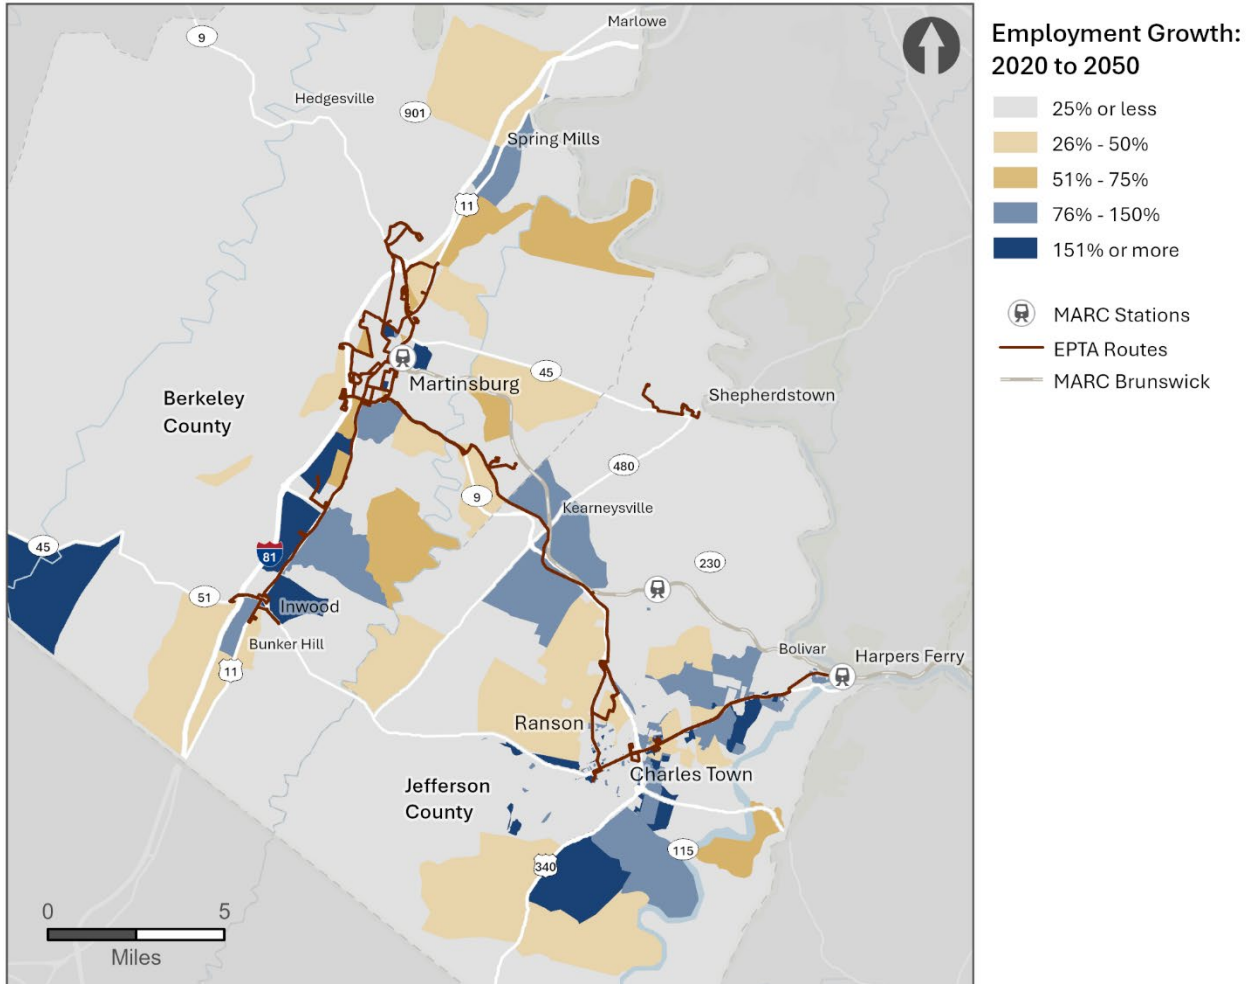 Marlowe
9
Hedgesville
901
Spring Mills
11
Berkeley
County
Martinsburg
45
Shepherdstown
480
9
Kearneysville
45
81
230
51
Inwood
Bunker Hill
11
Bolivar
Harpers Ferry
Ranson
Charles Town
Jefferson
County
115
340
0 5
Miles
Employment Growth:
2020 to 2050
25% or less
26% - 50%
51% - 75%
76% - 150%
151% or more
MARC Stations
EPTA Routes
MARC Brunswick